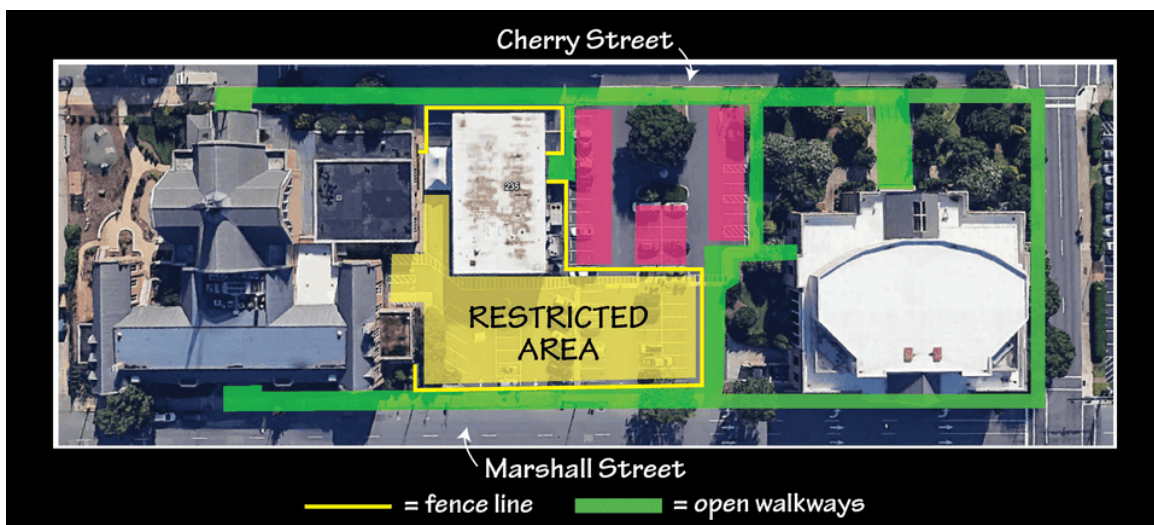 Cherry Street
235
RESTRICTED
AREA
Marshall Street
= fence line
= open walkways